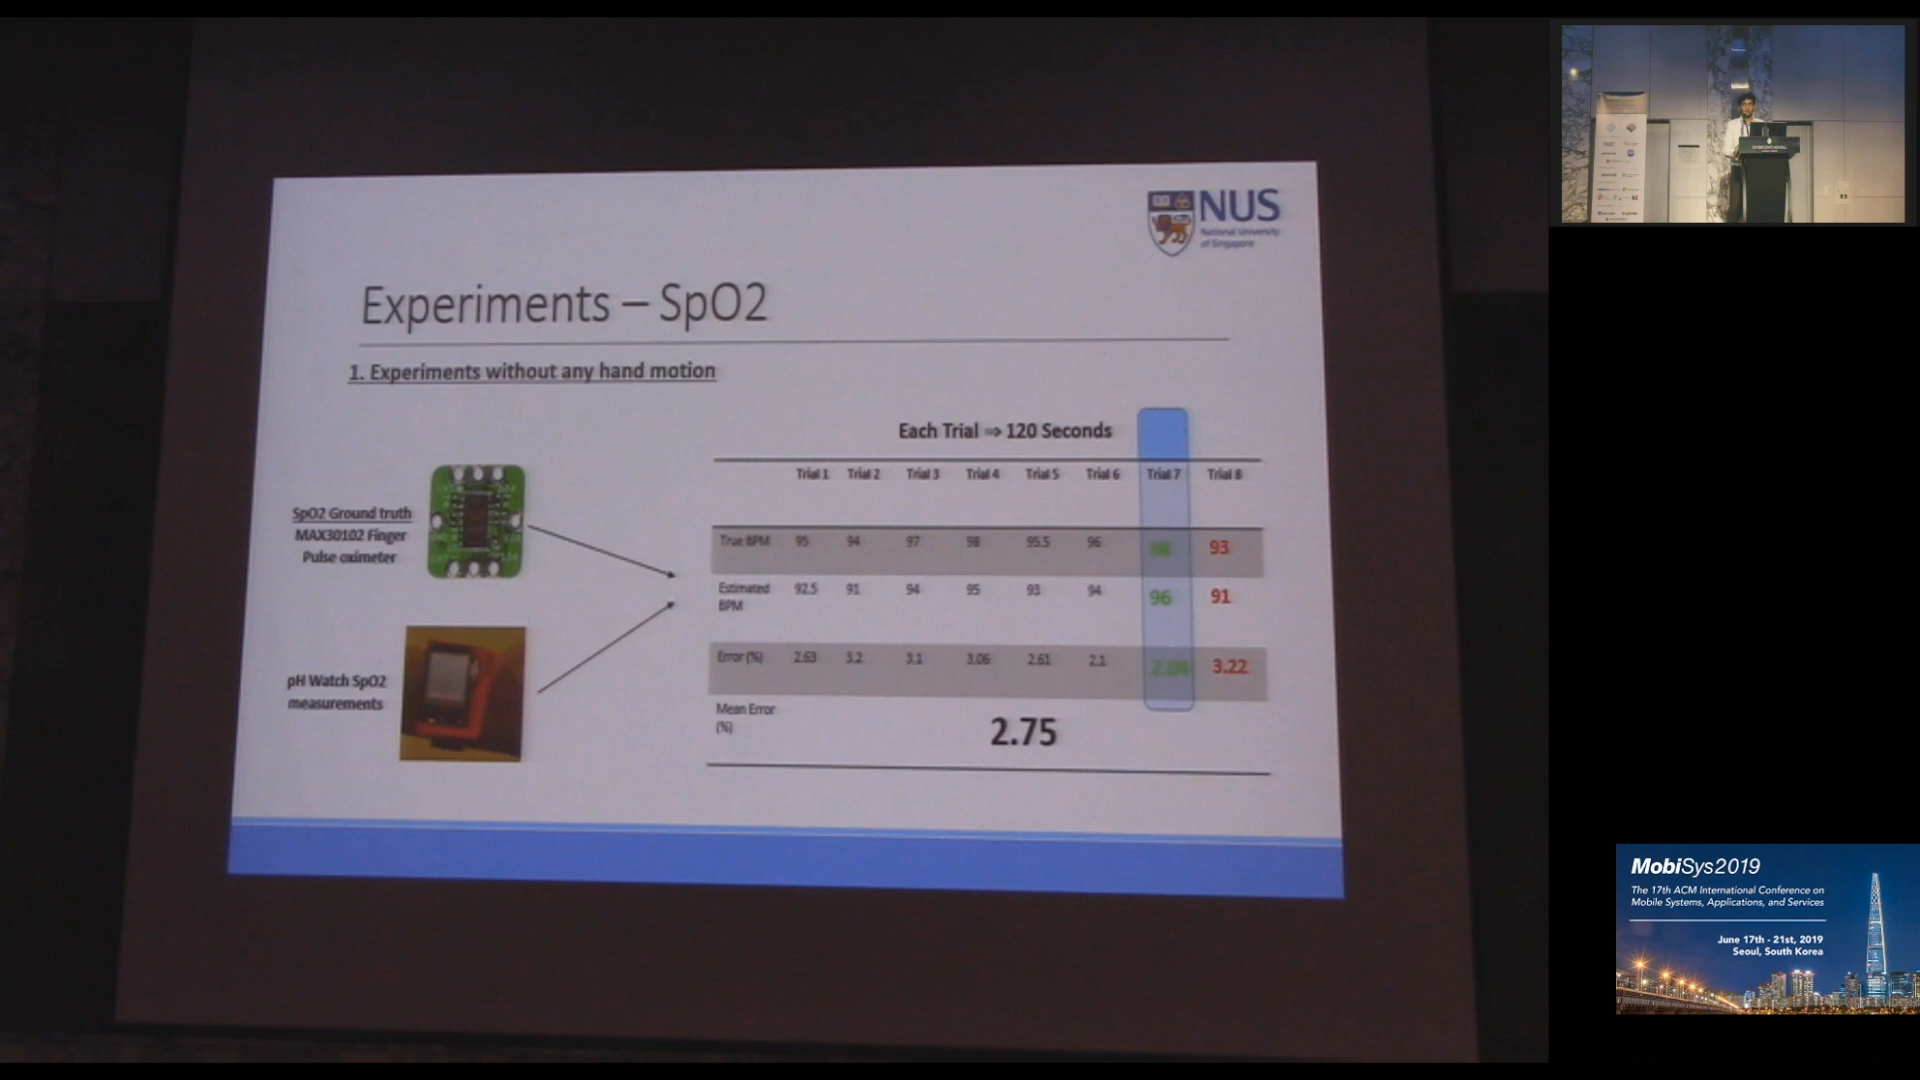 NUS
National University
of Singapore
Experiments – SpO2
1. Experiments without any hand motion
Each Trial ⇒ 120 Seconds
Trial 1 Trial 2 Trial 3 Trial 4 Trial 5 Trial 6 Trial 7 Trial 8
SpO2 Ground truth
MAX30102 Finger
Pulse oximeter
True BPM 95 94 97 98 95.5 96 98 93
Estimated BPM 92.5 91 94 95 93 94 96 91
Error (%) 2.63 3.2 3.1 3.06 2.61 2.1 2.04 3.22
pH Watch SpO2
measurements
Mean Error (%) 2.75
MobiSys2019
The 17th ACM International Conference on
Mobile Systems, Applications, and Services
June 17th - 21st, 2019
Seoul, South Korea